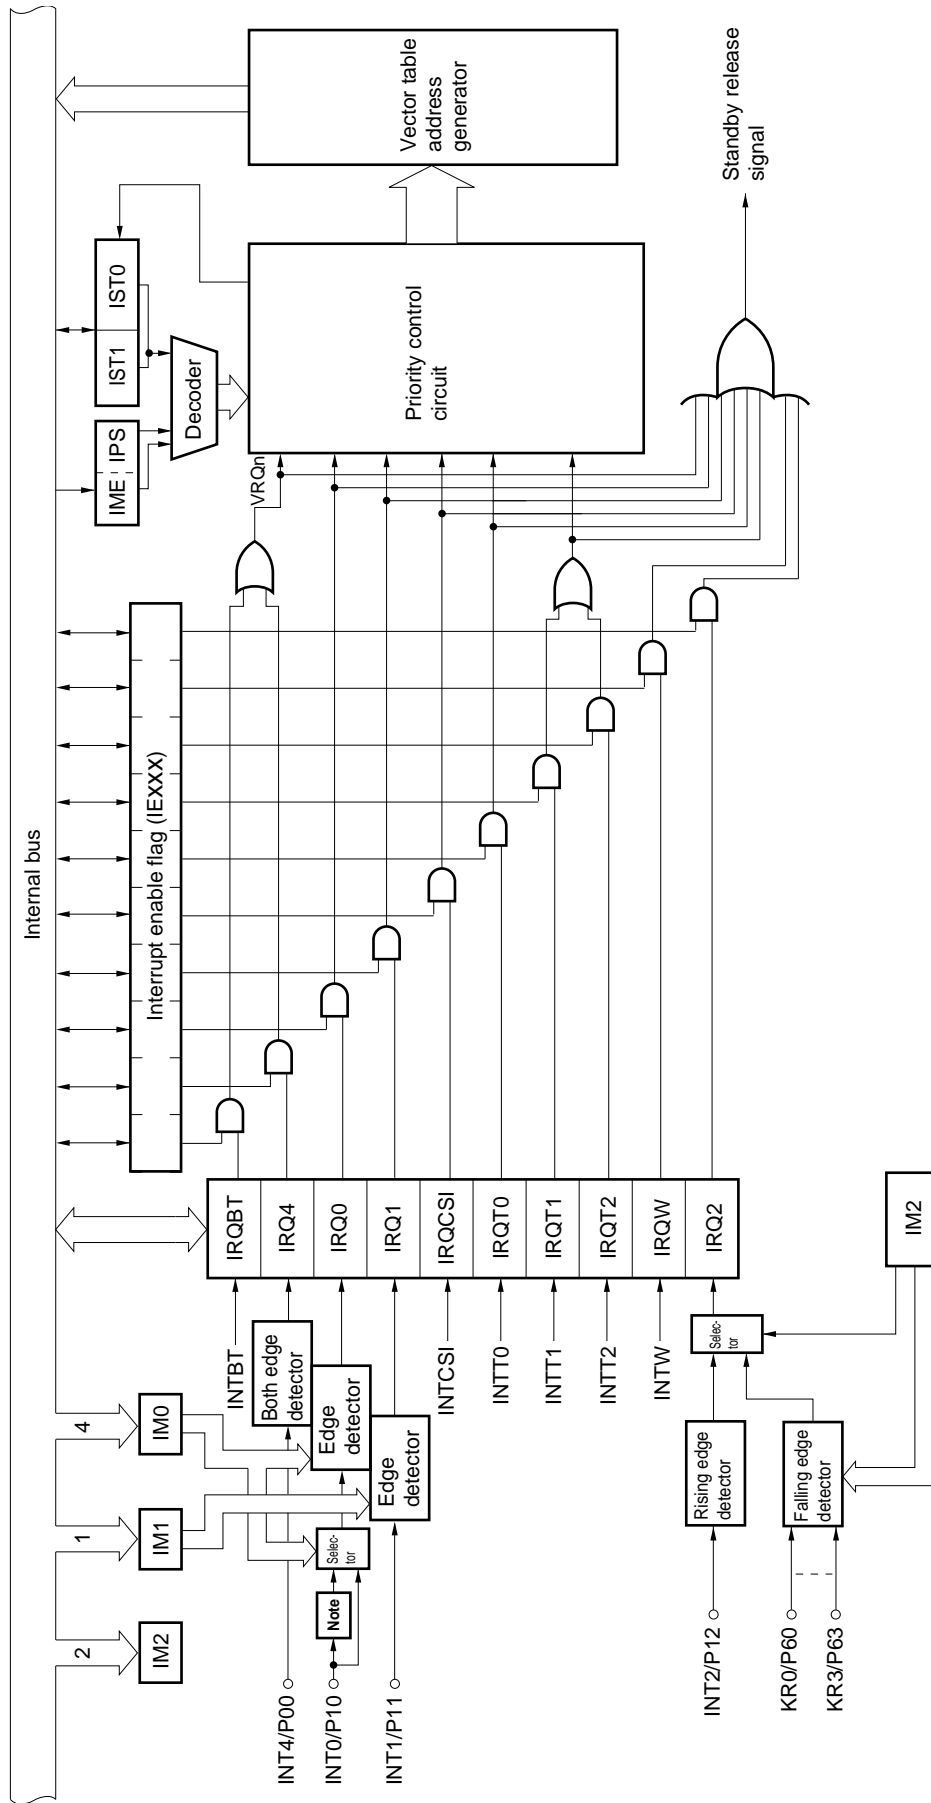 Internal bus
2
1
4
IM2
IM1
IM0
Interrupt enable flag (IEXXX)
IME
IPS
IST1
IST0
Decoder
VRQn
Vector table
address
generator
Priority control
circuit
Standby release
signal
INTBT
INT4/P00
Both edge
detector
INT0/P10
Note
Selec-
tor
Edge
detector
INT1/P11
Edge
detector
INTCSI
INTT0
INTT1
INTT2
INTW
IRQBT
IRQ4
IRQ0
IRQ1
IRQCSI
IRQT0
IRQT1
IRQT2
IRQW
IRQ2
INT2/P12
Rising edge
detector
Selec-
tor
KR0/P60
KR3/P63
Falling edge
detector
IM2